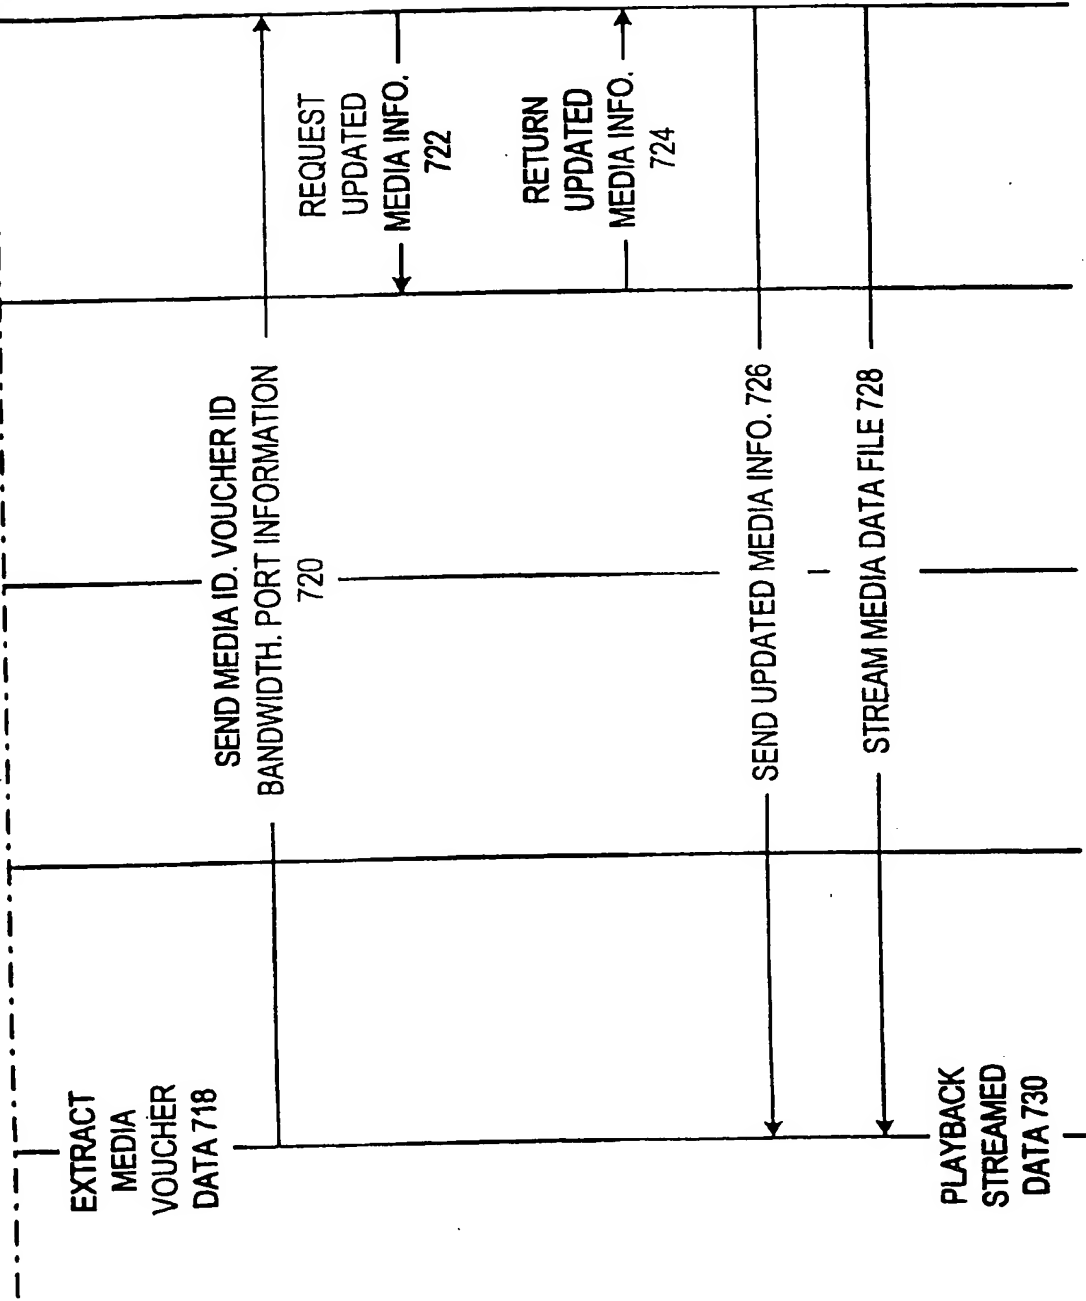 EXTRACT
MEDIA
VOUCHER
DATA 718
SEND MEDIA ID. VOUCHER ID
BANDWIDTH. PORT INFORMATION
720
REQUEST
UPDATED
MEDIA INFO.
722
RETURN
UPDATED
MEDIA INFO.
724
SEND UPDATED MEDIA INFO. 726
STREAM MEDIA DATA FILE 728
PLAYBACK
STREAMED
DATA 730